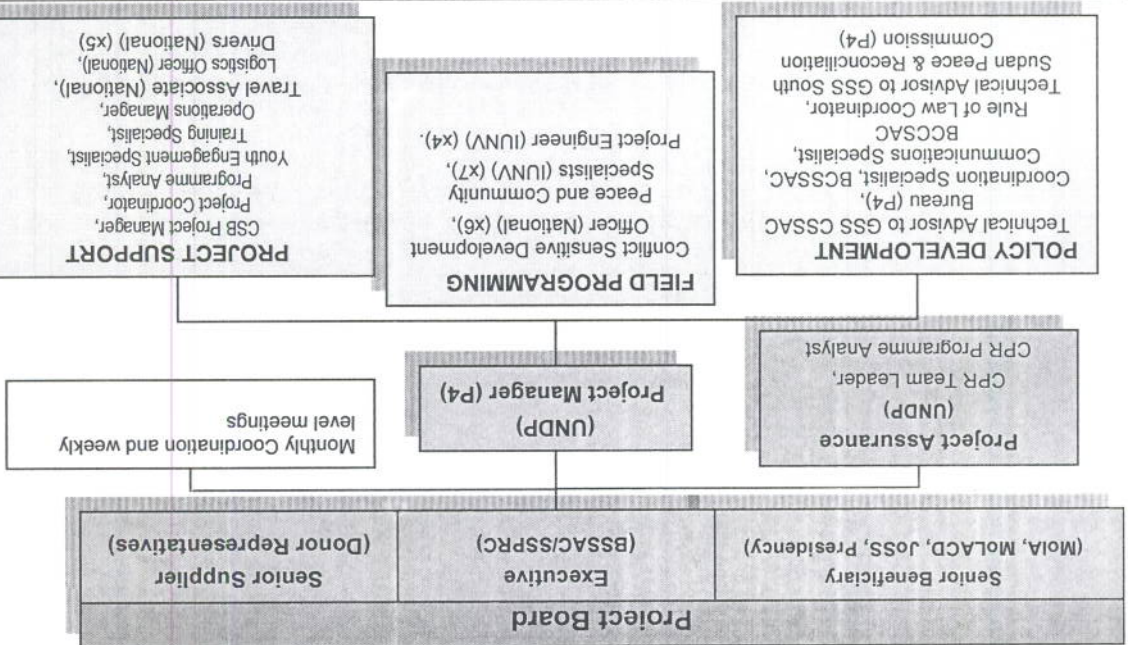 Project Board
Senior Beneficiary
(MoIA, MoLACD, JoSS, Presidency)
Executive
(BSSAC/SSPRC)
Senior Supplier
(Donor Representatives)
Project Assurance
(UNDP)
CPR Team Leader,
CPR Programme Analyst
(UNDP)
Project Manager (P4)
Monthly Coordination and weekly
level meetings
POLICY DEVELOPMENT
Technical Advisor to GSS CSSAC
Bureau (P4),
Coordination Specialist, BCSSAC,
Communications Specialist,
BCCSAC
Rule of Law Coordinator,
Technical Advisor to GSS South
Sudan Peace & Reconciliation
Commission (P4)
FIELD PROGRAMMING
Conflict Sensitive Development
Officer (National) (x6),
Peace and Community
Specialists (IUNV) (x7),
Project Engineer (IUNV) (x4).
PROJECT SUPPORT
CSB Project Manager,
Project Coordinator,
Programme Analyst,
Youth Engagement Specialist,
Training Specialist,
Operations Manager,
Travel Associate (National),
Logistics Officer (National),
Drivers (National) (x5)